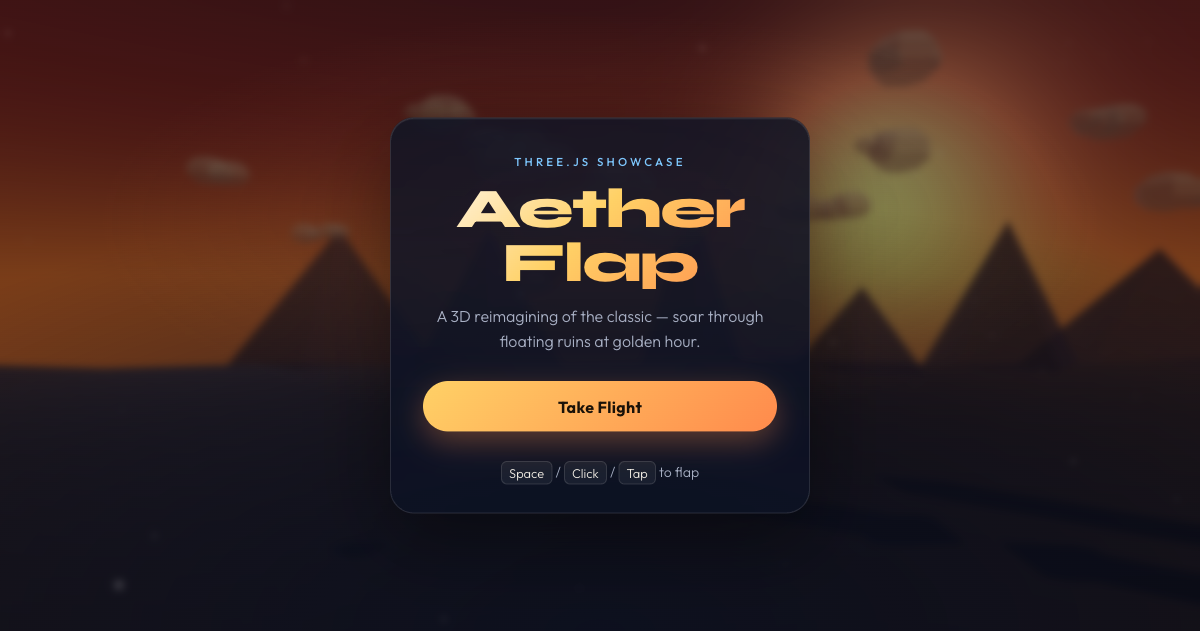 THREE.JS SHOWCASE
Aether
Flap
A 3D reimagining of the classic — soar through
floating ruins at golden hour.
Take Flight
Space / Click / Tap to flap